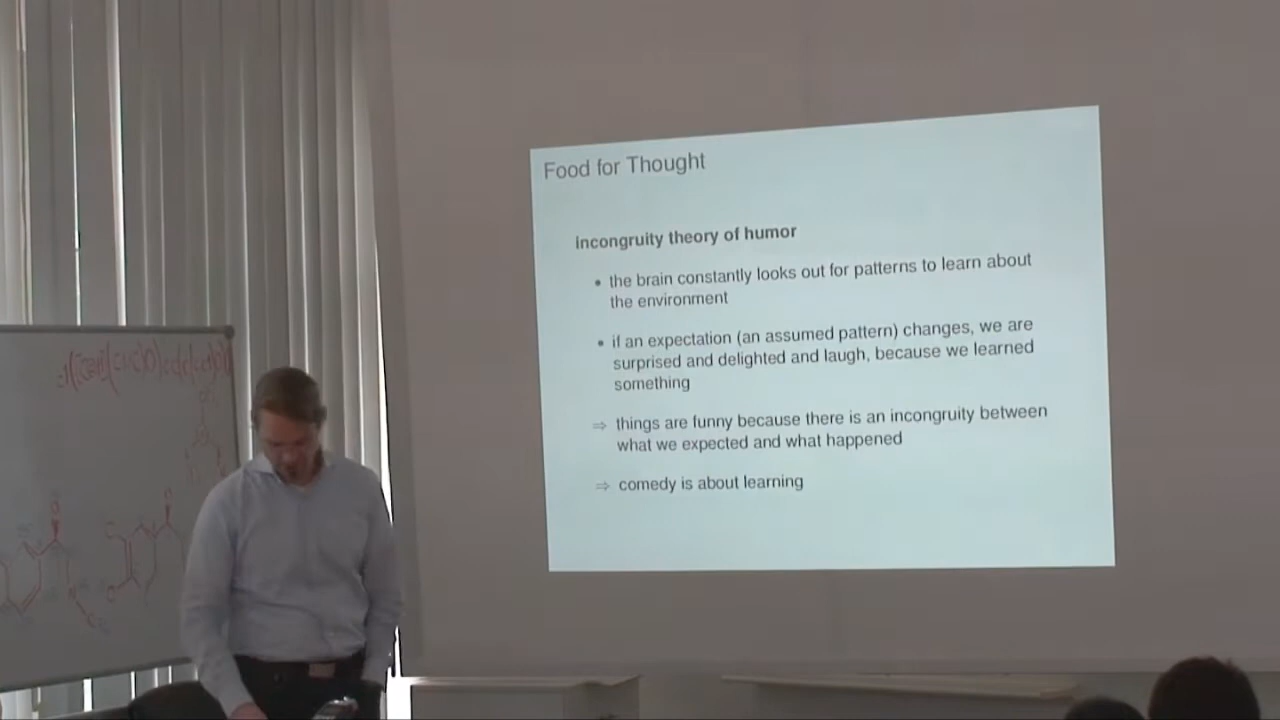 Food for Thought
incongruity theory of humor
• the brain constantly looks out for patterns to learn about
the environment
• if an expectation (an assumed pattern) changes, we are
surprised and delighted and laugh, because we learned
something
⇒ things are funny because there is an incongruity between
what we expected and what happened
⇒ comedy is about learning